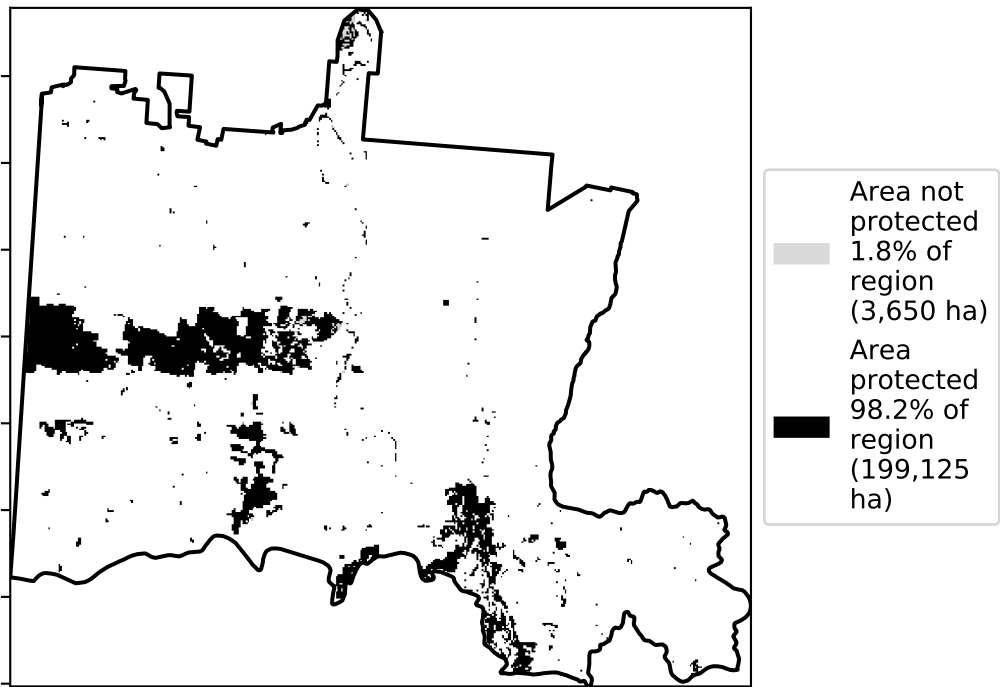 Area not
protected
1.8% of
region
(3,650 ha)
Area
protected
98.2% of
region
(199,125
ha)